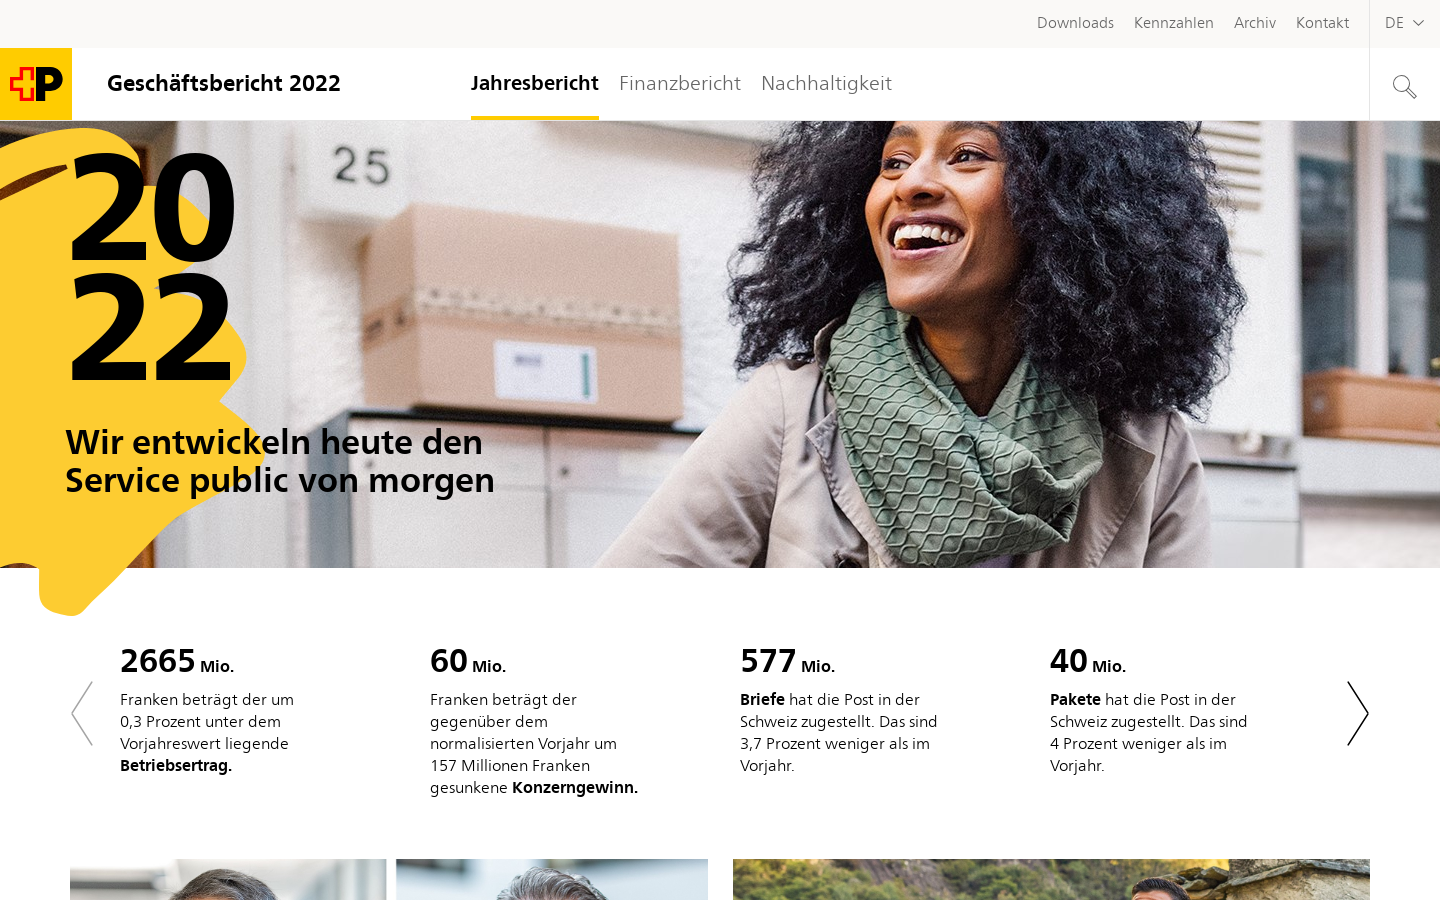 Downloads
Kennzahlen
Archiv
Kontakt
DE
P
Geschäftsbericht 2022
Jahresbericht
Finanzbericht
Nachhaltigkeit
25
20
22
Wir entwickeln heute den
Service public von morgen
2665 Mio.
Franken beträgt der um
0,3 Prozent unter dem
Vorjahreswert liegende
Betriebsertrag.
60 Mio.
Franken beträgt der
gegenüber dem
normalisierten Vorjahr um
157 Millionen Franken
gesunkene Konzerngewinn.
577 Mio.
Briefe hat die Post in der
Schweiz zugestellt. Das sind
3,7 Prozent weniger als im
Vorjahr.
40 Mio.
Pakete hat die Post in der
Schweiz zugestellt. Das sind
4 Prozent weniger als im
Vorjahr.